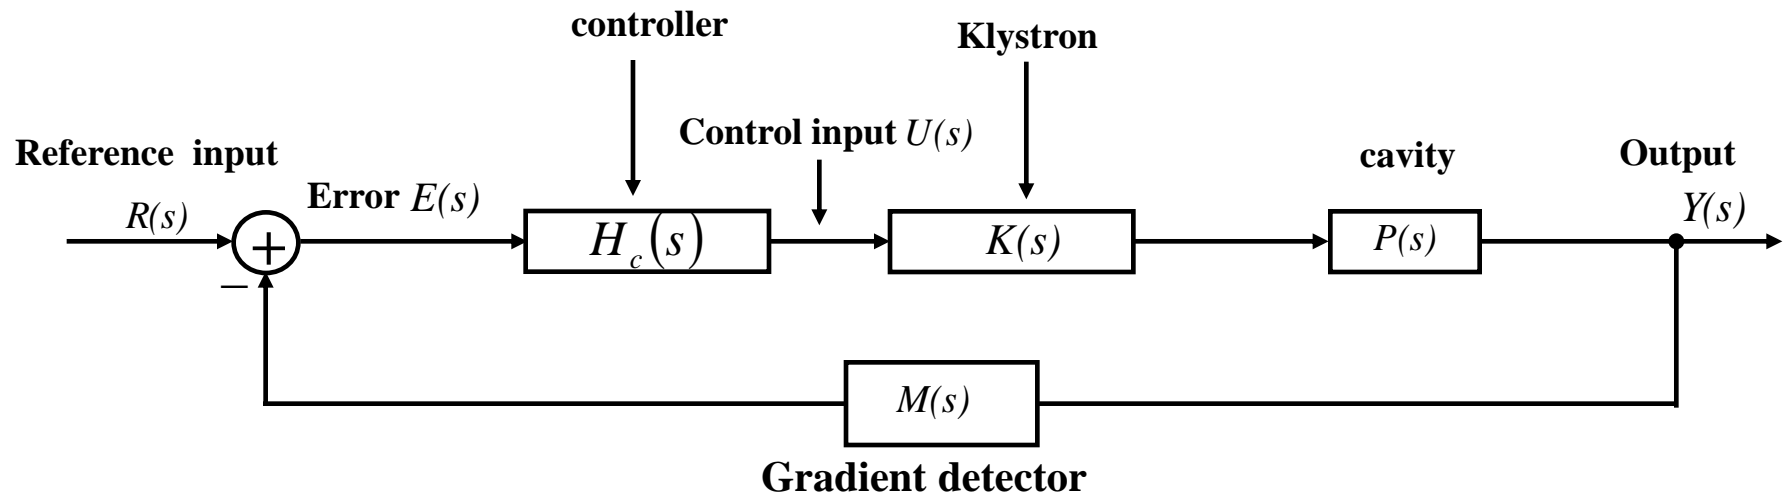 controller
Klystron
Control input U(s)
Reference input
cavity
Output
Error E(s)
R(s)
Y(s)
+
H_c(s)
K(s)
P(s)
−
M(s)
Gradient detector